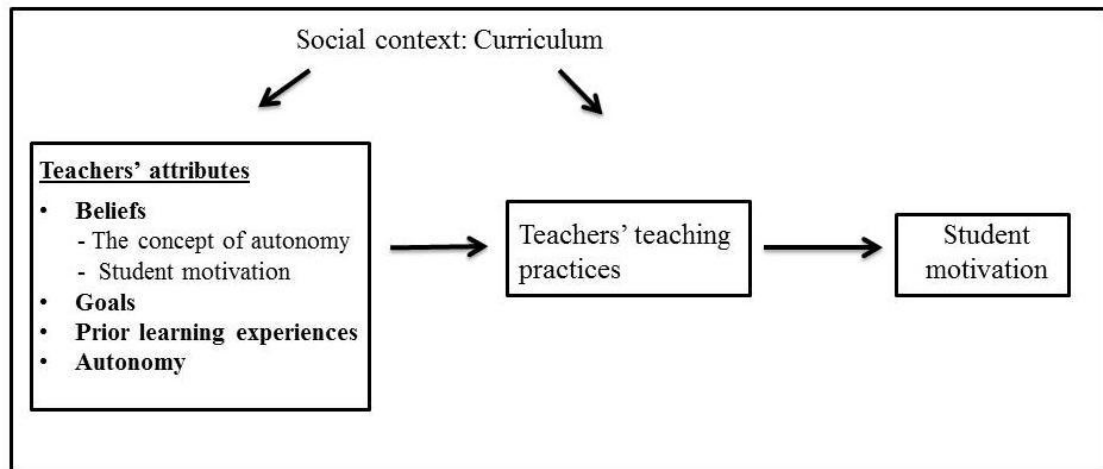 Social context: Curriculum
Teachers’ attributes
• Beliefs
- The concept of autonomy
- Student motivation
• Goals
• Prior learning experiences
• Autonomy
Teachers’ teaching
practices
Student
motivation